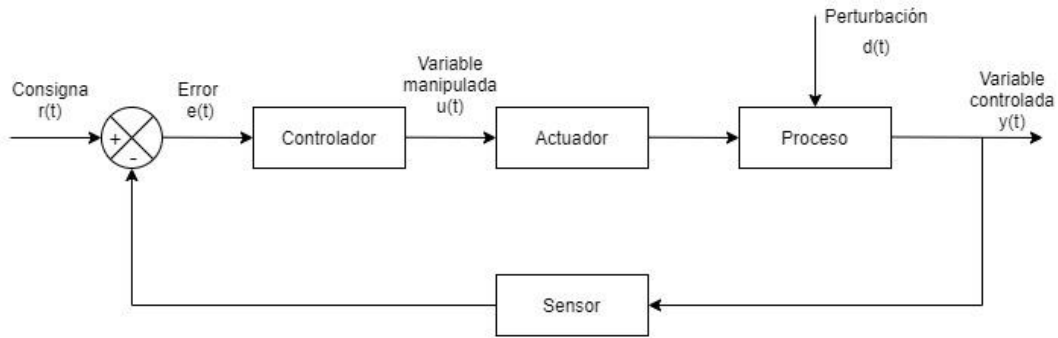 Perturbación
d(t)
Consigna
r(t)
+
-
Error
e(t)
Controlador
Variable
manipulada
u(t)
Actuador
Proceso
Variable
controlada
y(t)
Sensor